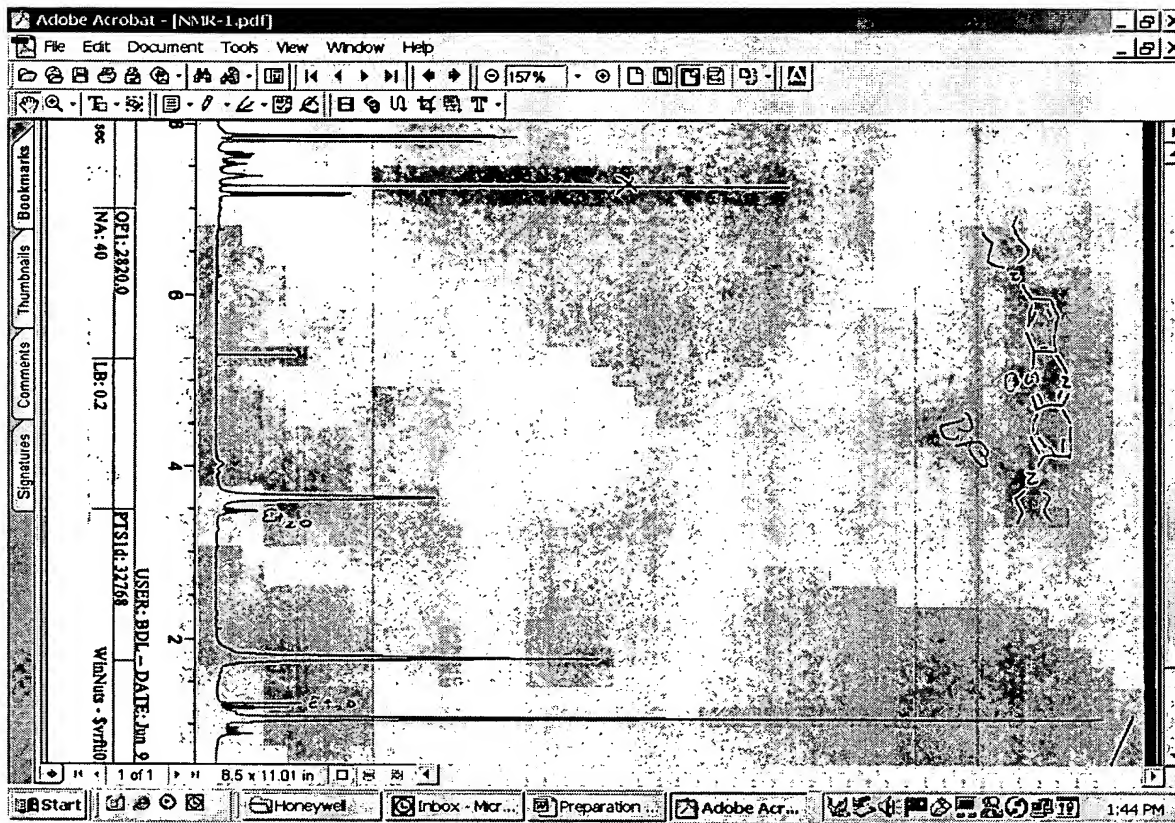 Adobe Acrobat - [NMR-1.pdf]
File Edit Document Tools View Window Help
157%
Bookmarks
Thumbnails
Comments
Signatures
sec
OF1: 2820.0
NA: 40
LB: 0.2
PTS1d: 32768
USER: BDL - DATE: Jun 9
WinNuts -
8
6
4
2
1 of 1
8.5 x 11.01 in
Start
Honeywell
Inbox - Micr...
Preparation ...
Adobe Acr...
1:44 PM